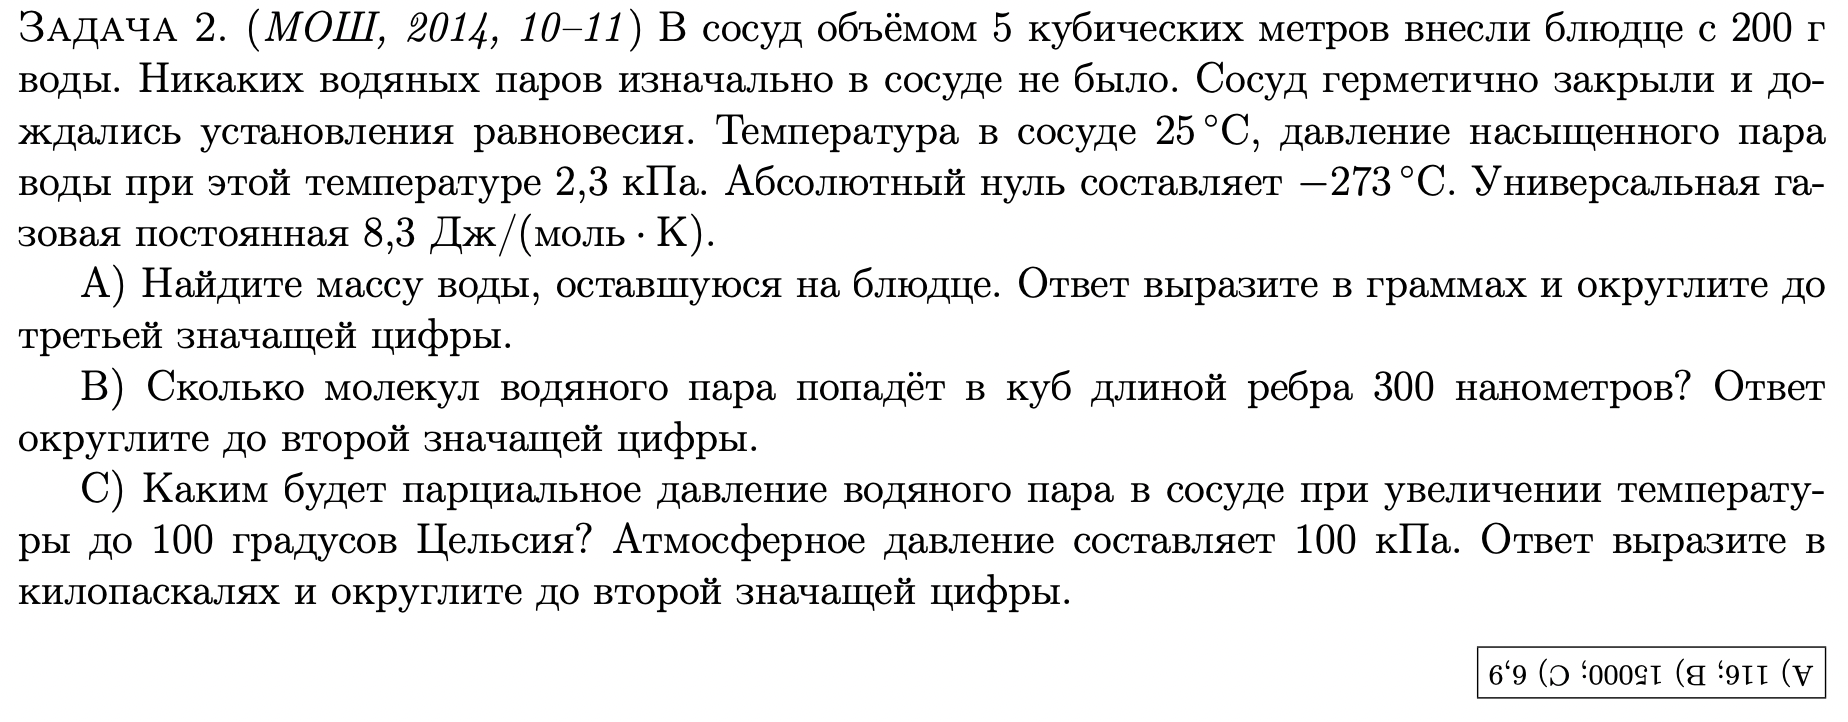 Задача 2. (МОШ, 2014, 10–11) В сосуд объёмом 5 кубических метров внесли блюдце с 200 г
воды. Никаких водяных паров изначально в сосуде не было. Сосуд герметично закрыли и до-
ждались установления равновесия. Температура в сосуде 25 °C, давление насыщенного пара
воды при этой температуре 2,3 кПа. Абсолютный нуль составляет −273 °C. Универсальная га-
зовая постоянная 8,3 Дж/(моль · К).
А) Найдите массу воды, оставшуюся на блюдце. Ответ выразите в граммах и округлите до
третьей значащей цифры.
В) Сколько молекул водяного пара попадёт в куб длиной ребра 300 нанометров? Ответ
округлите до второй значащей цифры.
С) Каким будет парциальное давление водяного пара в сосуде при увеличении температу-
ры до 100 градусов Цельсия? Атмосферное давление составляет 100 кПа. Ответ выразите в
килопаскалях и округлите до второй значащей цифры.
А) 116; В) 15000; С) 6,9